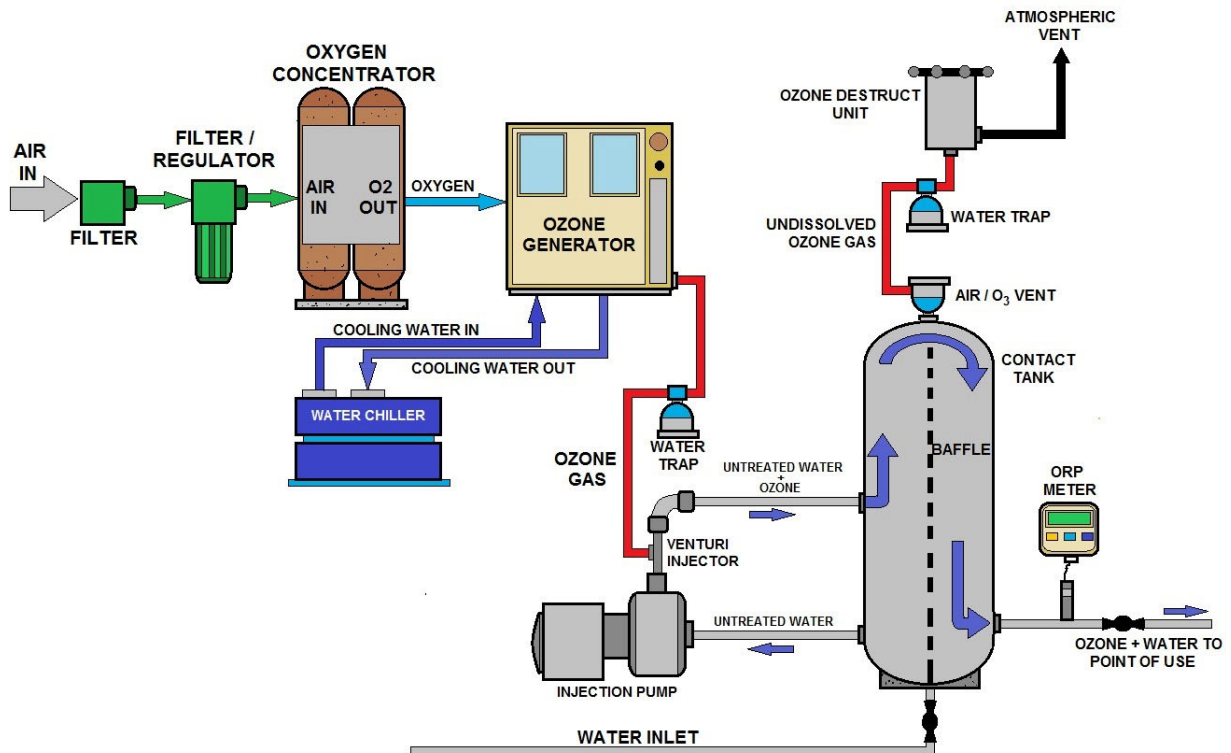 ATMOSPHERIC
VENT
OXYGEN
CONCENTRATOR
OZONE DESTRUCT
UNIT
FILTER /
REGULATOR
AIR
IN
AIR
IN
O2
OUT
OXYGEN
FILTER
OZONE
GENERATOR
WATER TRAP
UNDISSOLVED
OZONE GAS
AIR / O3 VENT
COOLING WATER IN
COOLING WATER OUT
CONTACT
TANK
WATER CHILLER
WATER
TRAP
OZONE
GAS
BAFFLE
UNTREATED WATER
+
OZONE
ORP
METER
VENTURI
INJECTOR
UNTREATED WATER
OZONE + WATER TO
POINT OF USE
INJECTION PUMP
WATER INLET